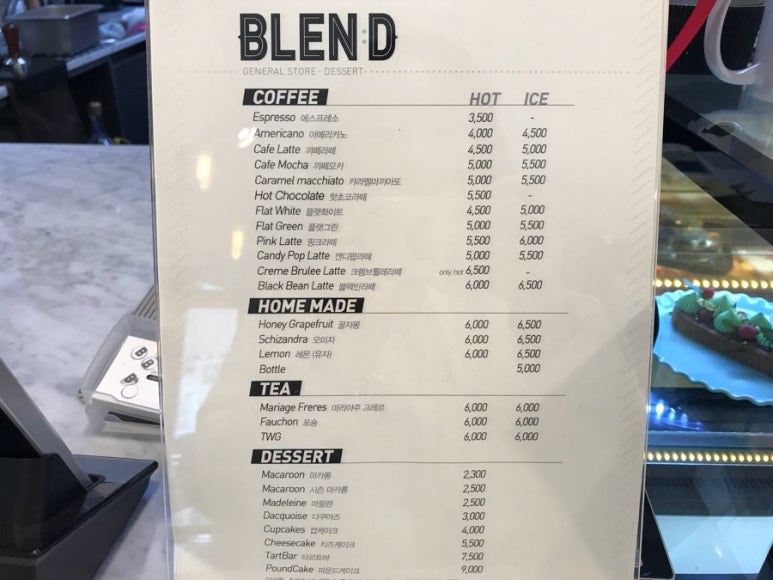 BLEN:D
GENERAL STORE · DESSERT
COFFEE HOT ICE
Espresso 에스프레소 3,500 -
Americano 아메리카노 4,000 4,500
Cafe Latte 까페라떼 4,500 5,000
Cafe Mocha 까페모카 5,000 5,500
Caramel macchiato 카라멜마끼아또 5,000 5,500
Hot Chocolate 핫초코라떼 5,500 -
Flat White 플랫화이트 4,500 5,000
Flat Green 플랫그린 5,000 5,500
Pink Latte 핑크라떼 5,500 6,000
Candy Pop Latte 캔디팝라떼 5,000 5,500
Creme Brulee Latte 크렘브륄레라떼 only hot 6,500 -
Black Bean Latte 블랙빈라떼 6,000 6,500
HOME MADE
Honey Grapefruit 꿀자몽 6,000 6,500
Schizandra 오미자 6,000 6,500
Lemon 레몬 (유자) 6,000 6,500
Bottle 5,000
TEA
Mariage Freres 마리아주 프레르 6,000 6,000
Fauchon 포숑 6,000 6,000
TWG 6,000 6,000
DESSERT
Macaroon 마카롱 2,300
Macaroon 시즌 마카롱 2,500
Madeleine 마들렌 2,500
Dacquoise 다쿠아즈 3,000
Cupcakes 컵케이크 4,000
Cheesecake 치즈케이크 5,500
TartBar 타르트바 7,500
PoundCake 파운드케이크 9,000